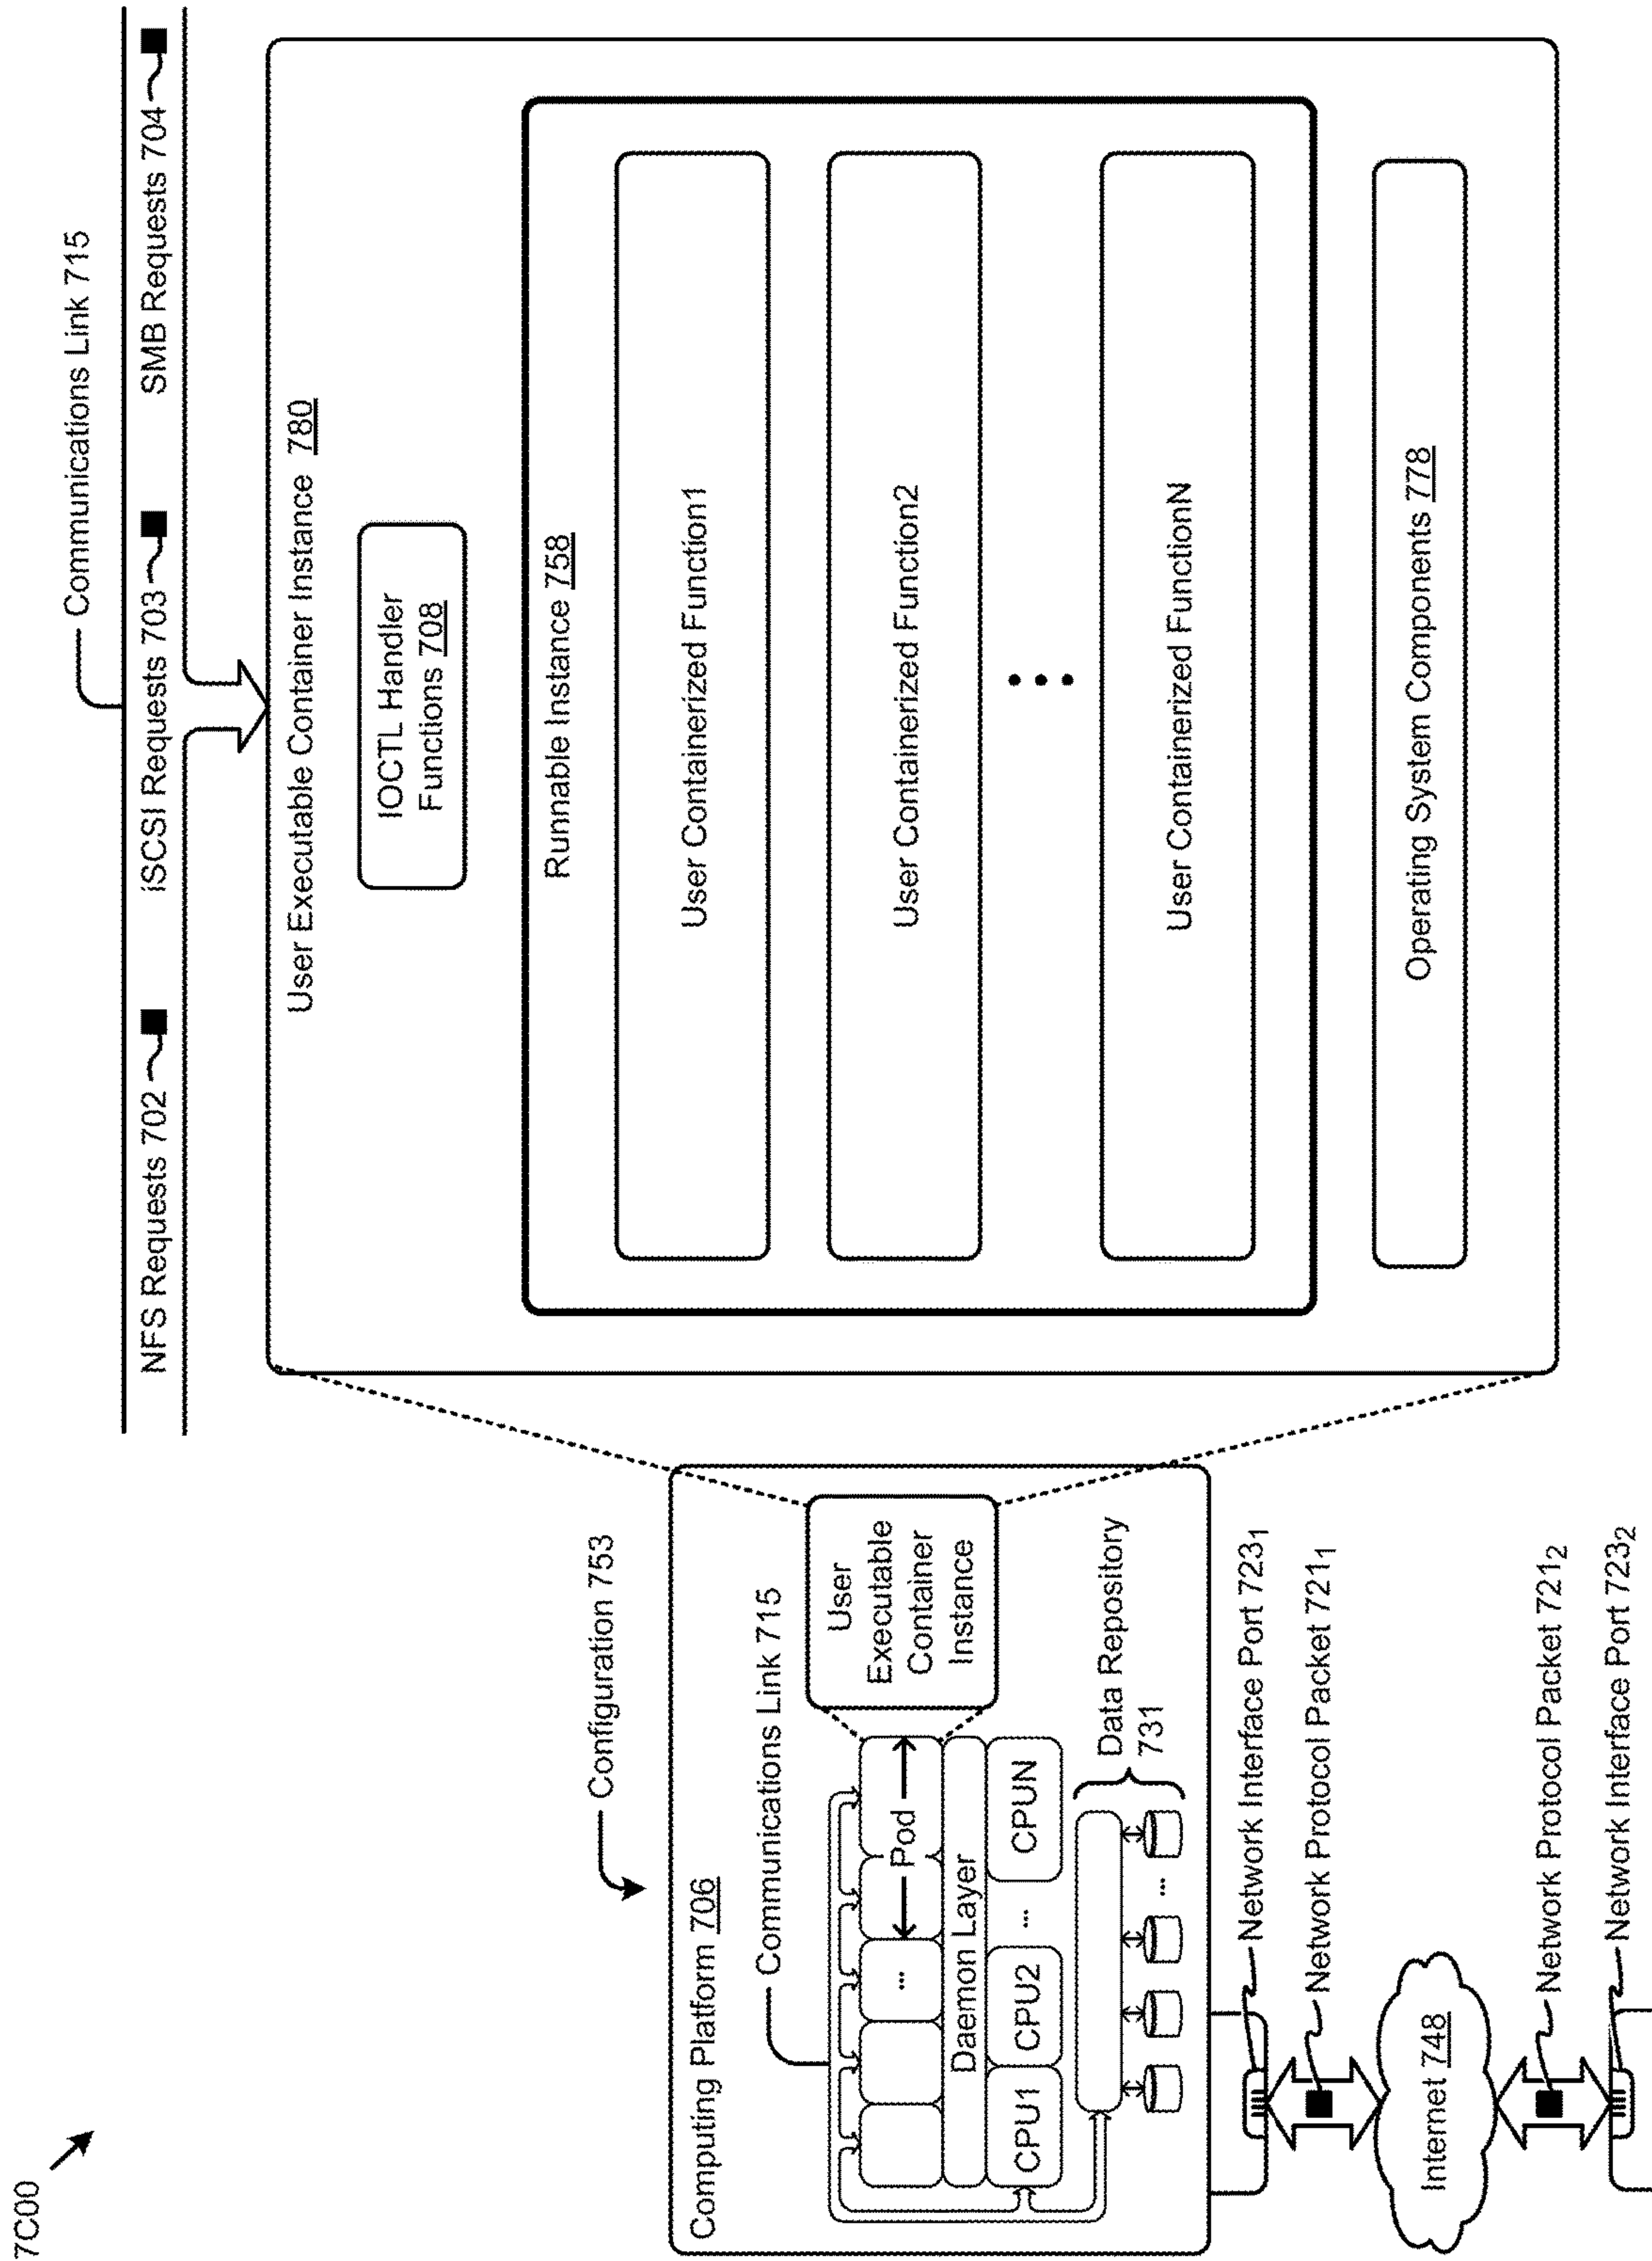 7C00
Communications Link 715
NFS Requests 702
iSCSI Requests 703
SMB Requests 704
User Executable Container Instance 780
IOCTL Handler
Functions 708
Runnable Instance 758
User Containerized Function1
User Containerized Function2
User Containerized FunctionN
Operating System Components 778
Configuration 753
Computing Platform 706
Communications Link 715
User
Executable
Container
Instance
...
Pod
Daemon Layer
CPU1
CPU2
...
CPUN
Data Repository
731
...
Network Interface Port 723₁
Network Protocol Packet 721₁
Internet 748
Network Protocol Packet 721₂
Network Interface Port 723₂